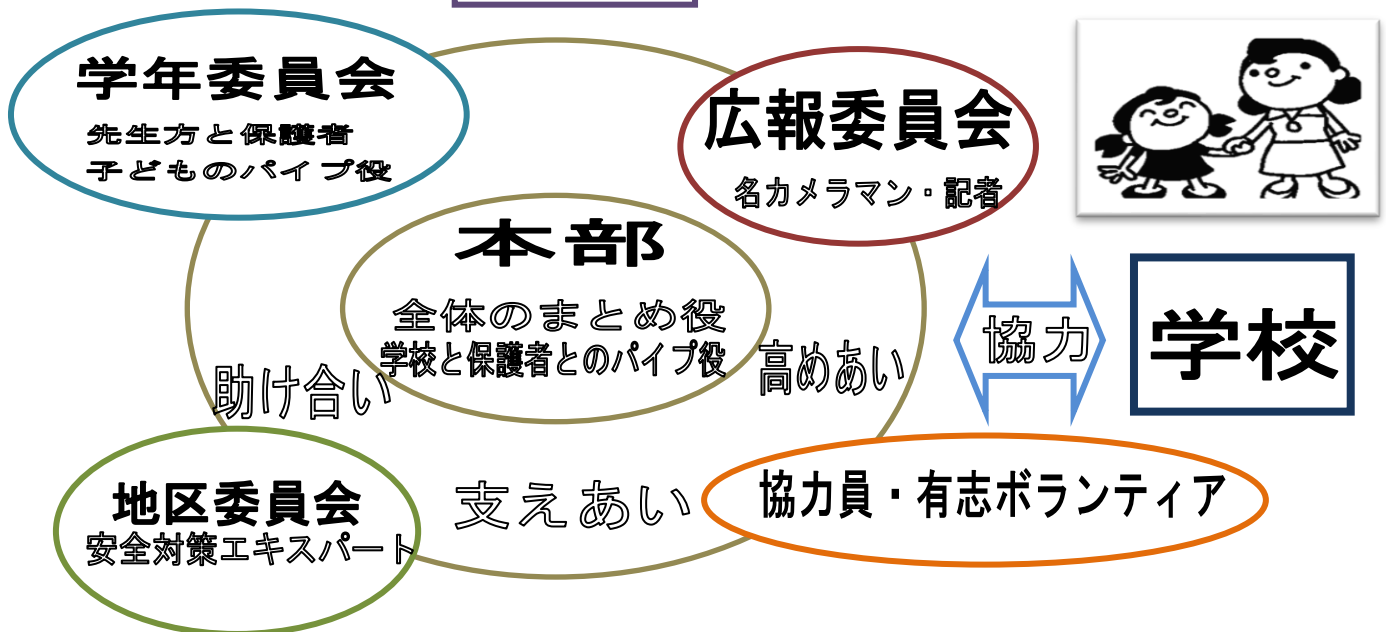 学年委員会
先生方と保護者
子どものパイプ役
広報委員会
名カメラマン・記者
本部
全体のまとめ役
学校と保護者とのパイプ役
助け合い
高めあい
協力
学校
地区委員会
安全対策エキスパート
支えあい
協力員・有志ボランティア